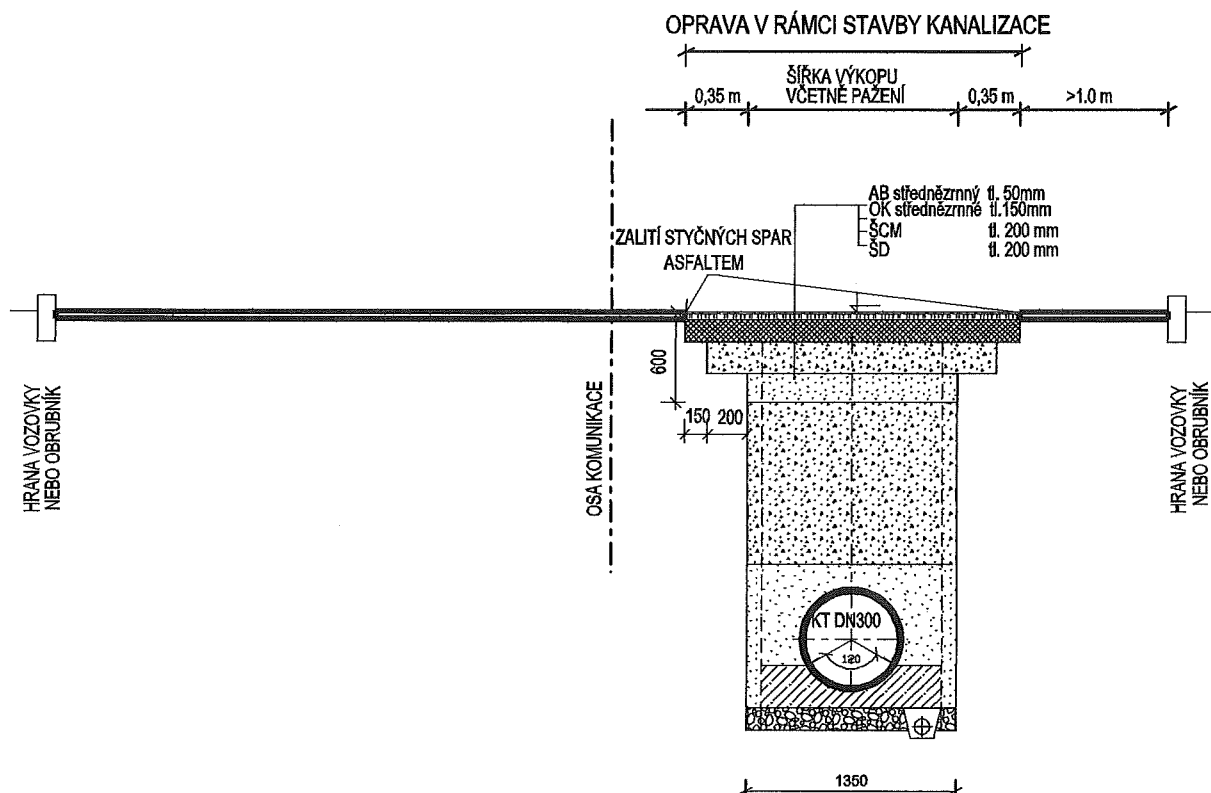 OPRAVA V RÁMCI STAVBY KANALIZACE
0,35 m
ŠÍŘKA VÝKOPU
VČETNĚ PAŽENÍ
0,35 m
>1.0 m
AB střednězrnný tl. 50mm
OK střednězrnné tl.150mm
ŠCM tl. 200 mm
ŠD tl. 200 mm
ZALITÍ STYČNÝCH SPAR
ASFALTEM
600
150
200
HRANA VOZOVKY
NEBO OBRUBNÍK
OSA KOMUNIKACE
HRANA VOZOVKY
NEBO OBRUBNÍK
KT DN300
120
1350